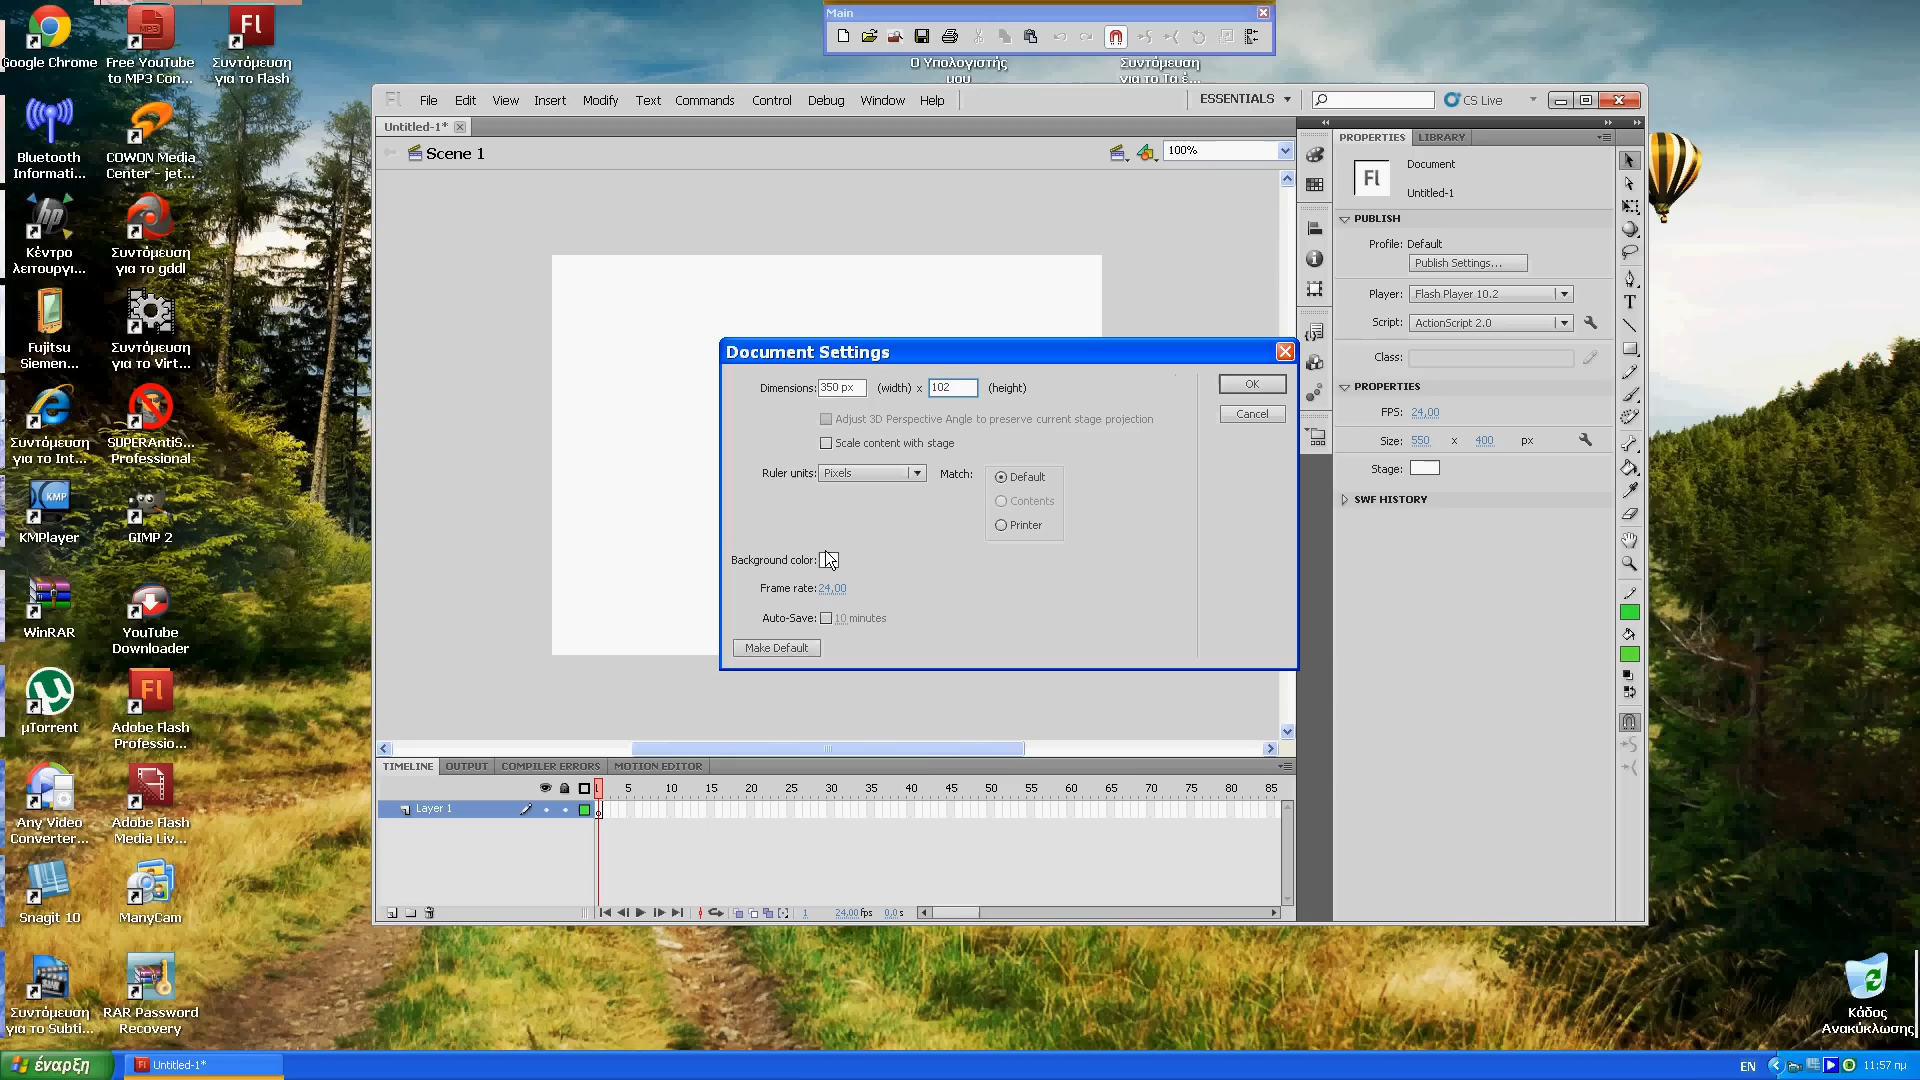 Google Chrome
Free YouTube
to MP3 Con...
Συντόμευση
για το Flash
Bluetooth
Informati...
COWON Media
Center - jet...
Κέντρο
λειτουργι...
Συντόμευση
για το gddl
Fujitsu
Siemen...
Συντόμευση
για το Virt...
Συντόμευση
για το Int...
SUPERAntiS...
Professional
KMPlayer
GIMP 2
WinRAR
YouTube
Downloader
μTorrent
Adobe Flash
Professio...
Any Video
Converter...
Adobe Flash
Media Liv...
Snagit 10
ManyCam
Συντόμευση
για το Subti...
RAR Password
Recovery
Main
Ο Υπολογιστής
μου
Συντόμευση
για το Τα έ...
Fl File Edit View Insert Modify Text Commands Control Debug Window Help
ESSENTIALS CS Live
Untitled-1*
Scene 1
100%
Document Settings
Dimensions: 350 px (width) x 102 (height)
Adjust 3D Perspective Angle to preserve current stage projection
Scale content with stage
Ruler units: Pixels Match: Default
Contents
Printer
Background color:
Frame rate: 24,00
Auto-Save: 10 minutes
Make Default
OK
Cancel
PROPERTIES LIBRARY
Fl
Document
Untitled-1
PUBLISH
Profile: Default
Publish Settings...
Player: Flash Player 10.2
Script: ActionScript 2.0
Class:
PROPERTIES
FPS: 24,00
Size: 550 x 400 px
Stage:
SWF HISTORY
TIMELINE OUTPUT COMPILER ERRORS MOTION EDITOR
1 5 10 15 20 25 30 35 40 45 50 55 60 65 70 75 80 85
Layer 1
1 24,00fps 0,0s
Κάδος
Ανακύκλωσης
έναρξη
Untitled-1*
EN
11:57 πμ